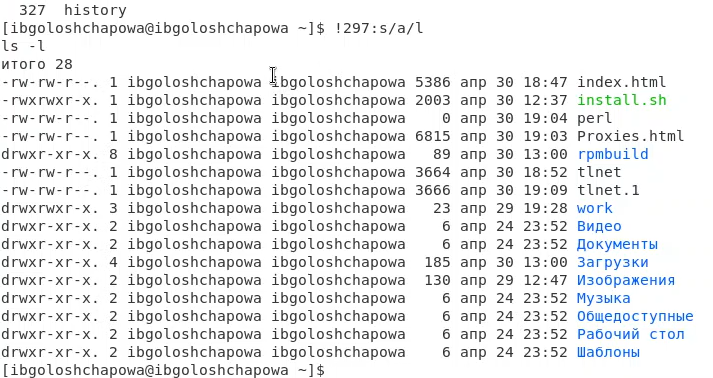 327 history
[ibgoloshchapowa@ibgoloshchapowa ~]$ !297:s/a/l
ls -l
итого 28
-rw-rw-r--. 1 ibgoloshchapowa ibgoloshchapowa 5386 апр 30 18:47 index.html
-rwxrwxr-x. 1 ibgoloshchapowa ibgoloshchapowa 2003 апр 30 12:37 install.sh
-rw-rw-r--. 1 ibgoloshchapowa ibgoloshchapowa 0 апр 30 19:04 perl
-rw-rw-r--. 1 ibgoloshchapowa ibgoloshchapowa 6815 апр 30 19:03 Proxies.html
drwxr-xr-x. 8 ibgoloshchapowa ibgoloshchapowa 89 апр 30 13:00 rpmbuild
-rw-rw-r--. 1 ibgoloshchapowa ibgoloshchapowa 3664 апр 30 18:52 tlnet
-rw-rw-r--. 1 ibgoloshchapowa ibgoloshchapowa 3666 апр 30 19:09 tlnet.1
drwxrwxr-x. 3 ibgoloshchapowa ibgoloshchapowa 23 апр 29 19:28 work
drwxr-xr-x. 2 ibgoloshchapowa ibgoloshchapowa 6 апр 24 23:52 Видео
drwxr-xr-x. 2 ibgoloshchapowa ibgoloshchapowa 6 апр 24 23:52 Документы
drwxr-xr-x. 4 ibgoloshchapowa ibgoloshchapowa 185 апр 30 13:00 Загрузки
drwxr-xr-x. 2 ibgoloshchapowa ibgoloshchapowa 130 апр 29 12:47 Изображения
drwxr-xr-x. 2 ibgoloshchapowa ibgoloshchapowa 6 апр 24 23:52 Музыка
drwxr-xr-x. 2 ibgoloshchapowa ibgoloshchapowa 6 апр 24 23:52 Общедоступные
drwxr-xr-x. 2 ibgoloshchapowa ibgoloshchapowa 6 апр 24 23:52 Рабочий стол
drwxr-xr-x. 2 ibgoloshchapowa ibgoloshchapowa 6 апр 24 23:52 Шаблоны
[ibgoloshchapowa@ibgoloshchapowa ~]$